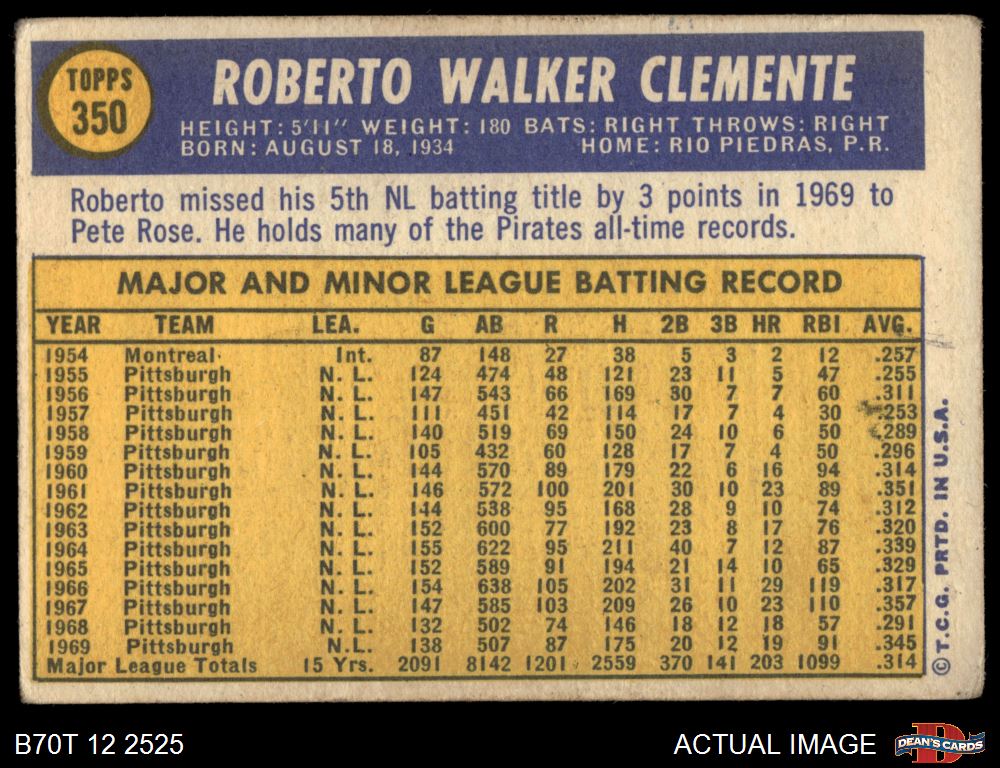 TOPPS
350
ROBERTO WALKER CLEMENTE
HEIGHT: 5'11" WEIGHT: 180 BATS: RIGHT THROWS: RIGHT
BORN: AUGUST 18, 1934 HOME: RIO PIEDRAS, P.R.
Roberto missed his 5th NL batting title by 3 points in 1969 to
Pete Rose. He holds many of the Pirates all-time records.
MAJOR AND MINOR LEAGUE BATTING RECORD
YEAR TEAM LEA. G AB R H 2B 3B HR RBI AVG.
1954 Montreal Int. 87 148 27 38 5 3 2 12 .257
1955 Pittsburgh N. L. 124 474 48 121 23 11 5 47 .255
1956 Pittsburgh N. L. 147 543 66 169 30 7 7 60 .311
1957 Pittsburgh N. L. 111 451 42 114 17 7 4 30 .253
1958 Pittsburgh N. L. 140 519 69 150 24 10 6 50 .289
1959 Pittsburgh N. L. 105 432 60 128 17 7 4 50 .296
1960 Pittsburgh N. L. 144 570 89 179 22 6 16 94 .314
1961 Pittsburgh N. L. 146 572 100 201 30 10 23 89 .351
1962 Pittsburgh N. L. 144 538 95 168 28 9 10 74 .312
1963 Pittsburgh N. L. 152 600 77 192 23 8 17 76 .320
1964 Pittsburgh N. L. 155 622 95 211 40 7 12 87 .339
1965 Pittsburgh N. L. 152 589 91 194 21 14 10 65 .329
1966 Pittsburgh N. L. 154 638 105 202 31 11 29 119 .317
1967 Pittsburgh N. L. 147 585 103 209 26 10 23 110 .357
1968 Pittsburgh N. L. 132 502 74 146 18 12 18 57 .291
1969 Pittsburgh N.L. 138 507 87 175 20 12 19 91 .345
Major League Totals 15 Yrs. 2091 8142 1201 2559 370 141 203 1099 .314
©T.C.G. PRTD. IN U.S.A.
B70T 12 2525
ACTUAL IMAGE
D
DEAN'S CARDS